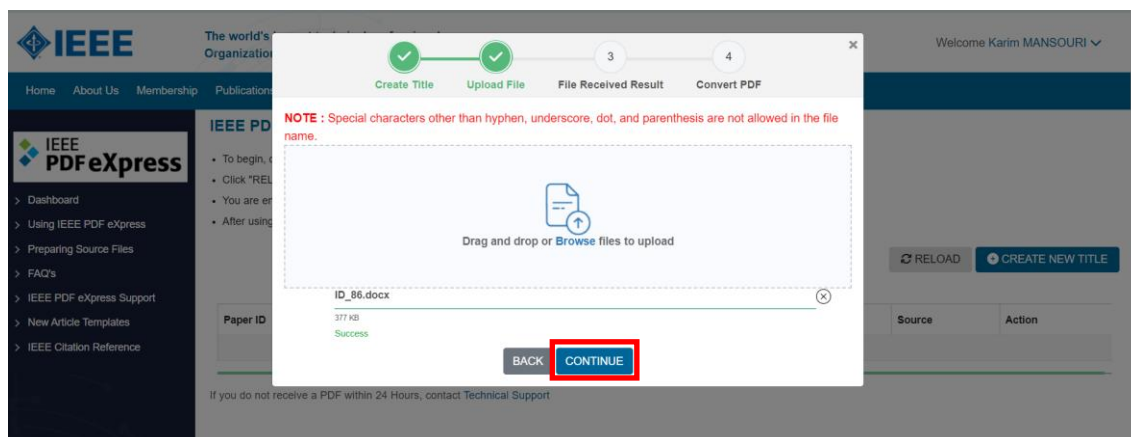 IEEE
The world's
Organization
Welcome Karim MANSOURI
Home About Us Membership Publications
×
3
4
Create Title Upload File File Received Result Convert PDF
NOTE : Special characters other than hyphen, underscore, dot, and parenthesis are not allowed in the file
name.
Drag and drop or Browse files to upload
ID_86.docx
377 KB
Success
BACK CONTINUE
IEEE
PDF eXpress
> Dashboard
> Using IEEE PDF eXpress
> Preparing Source Files
> FAQ's
> IEEE PDF eXpress Support
> New Article Templates
> IEEE Citation Reference
IEEE PD
• To begin, c
• Click "REL
• You are en
• After using
RELOAD CREATE NEW TITLE
Paper ID Source Action
If you do not receive a PDF within 24 Hours, contact Technical Support